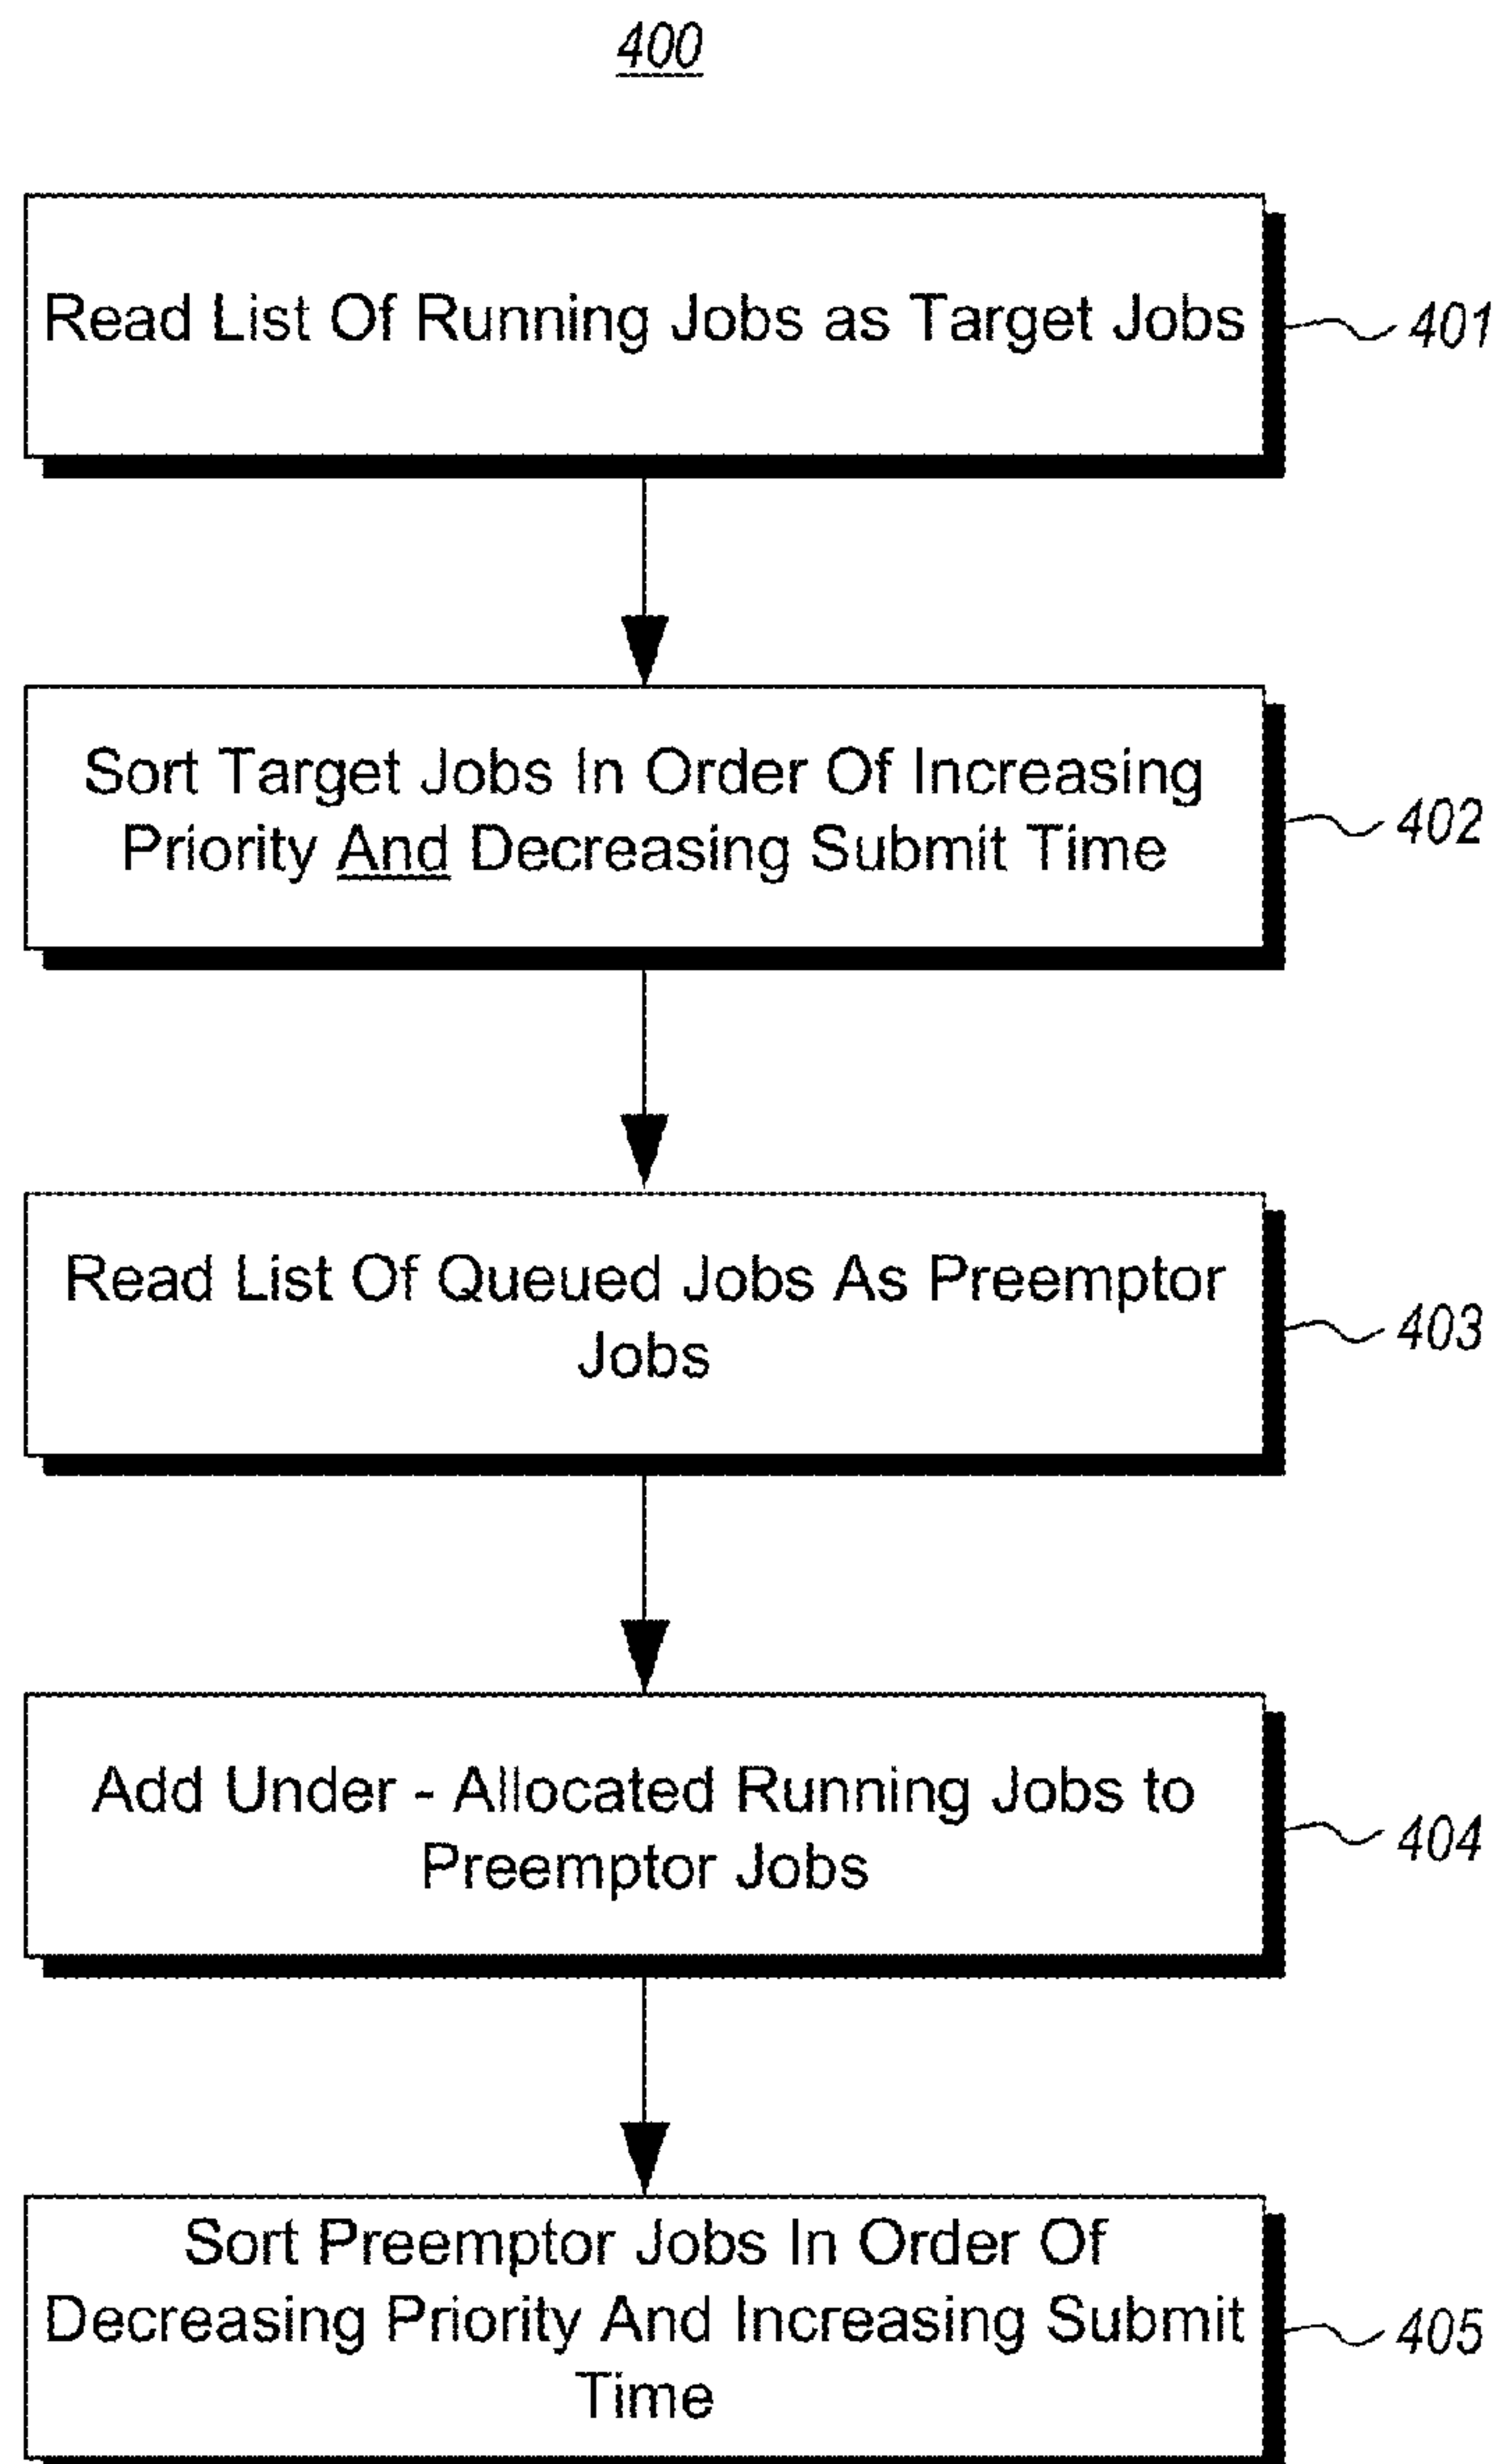 400
Read List Of Running Jobs as Target Jobs
401
Sort Target Jobs In Order Of Increasing
Priority And Decreasing Submit Time
402
Read List Of Queued Jobs As Preemptor
Jobs
403
Add Under - Allocated Running Jobs to
Preemptor Jobs
404
Sort Preemptor Jobs In Order Of
Decreasing Priority And Increasing Submit
Time
405